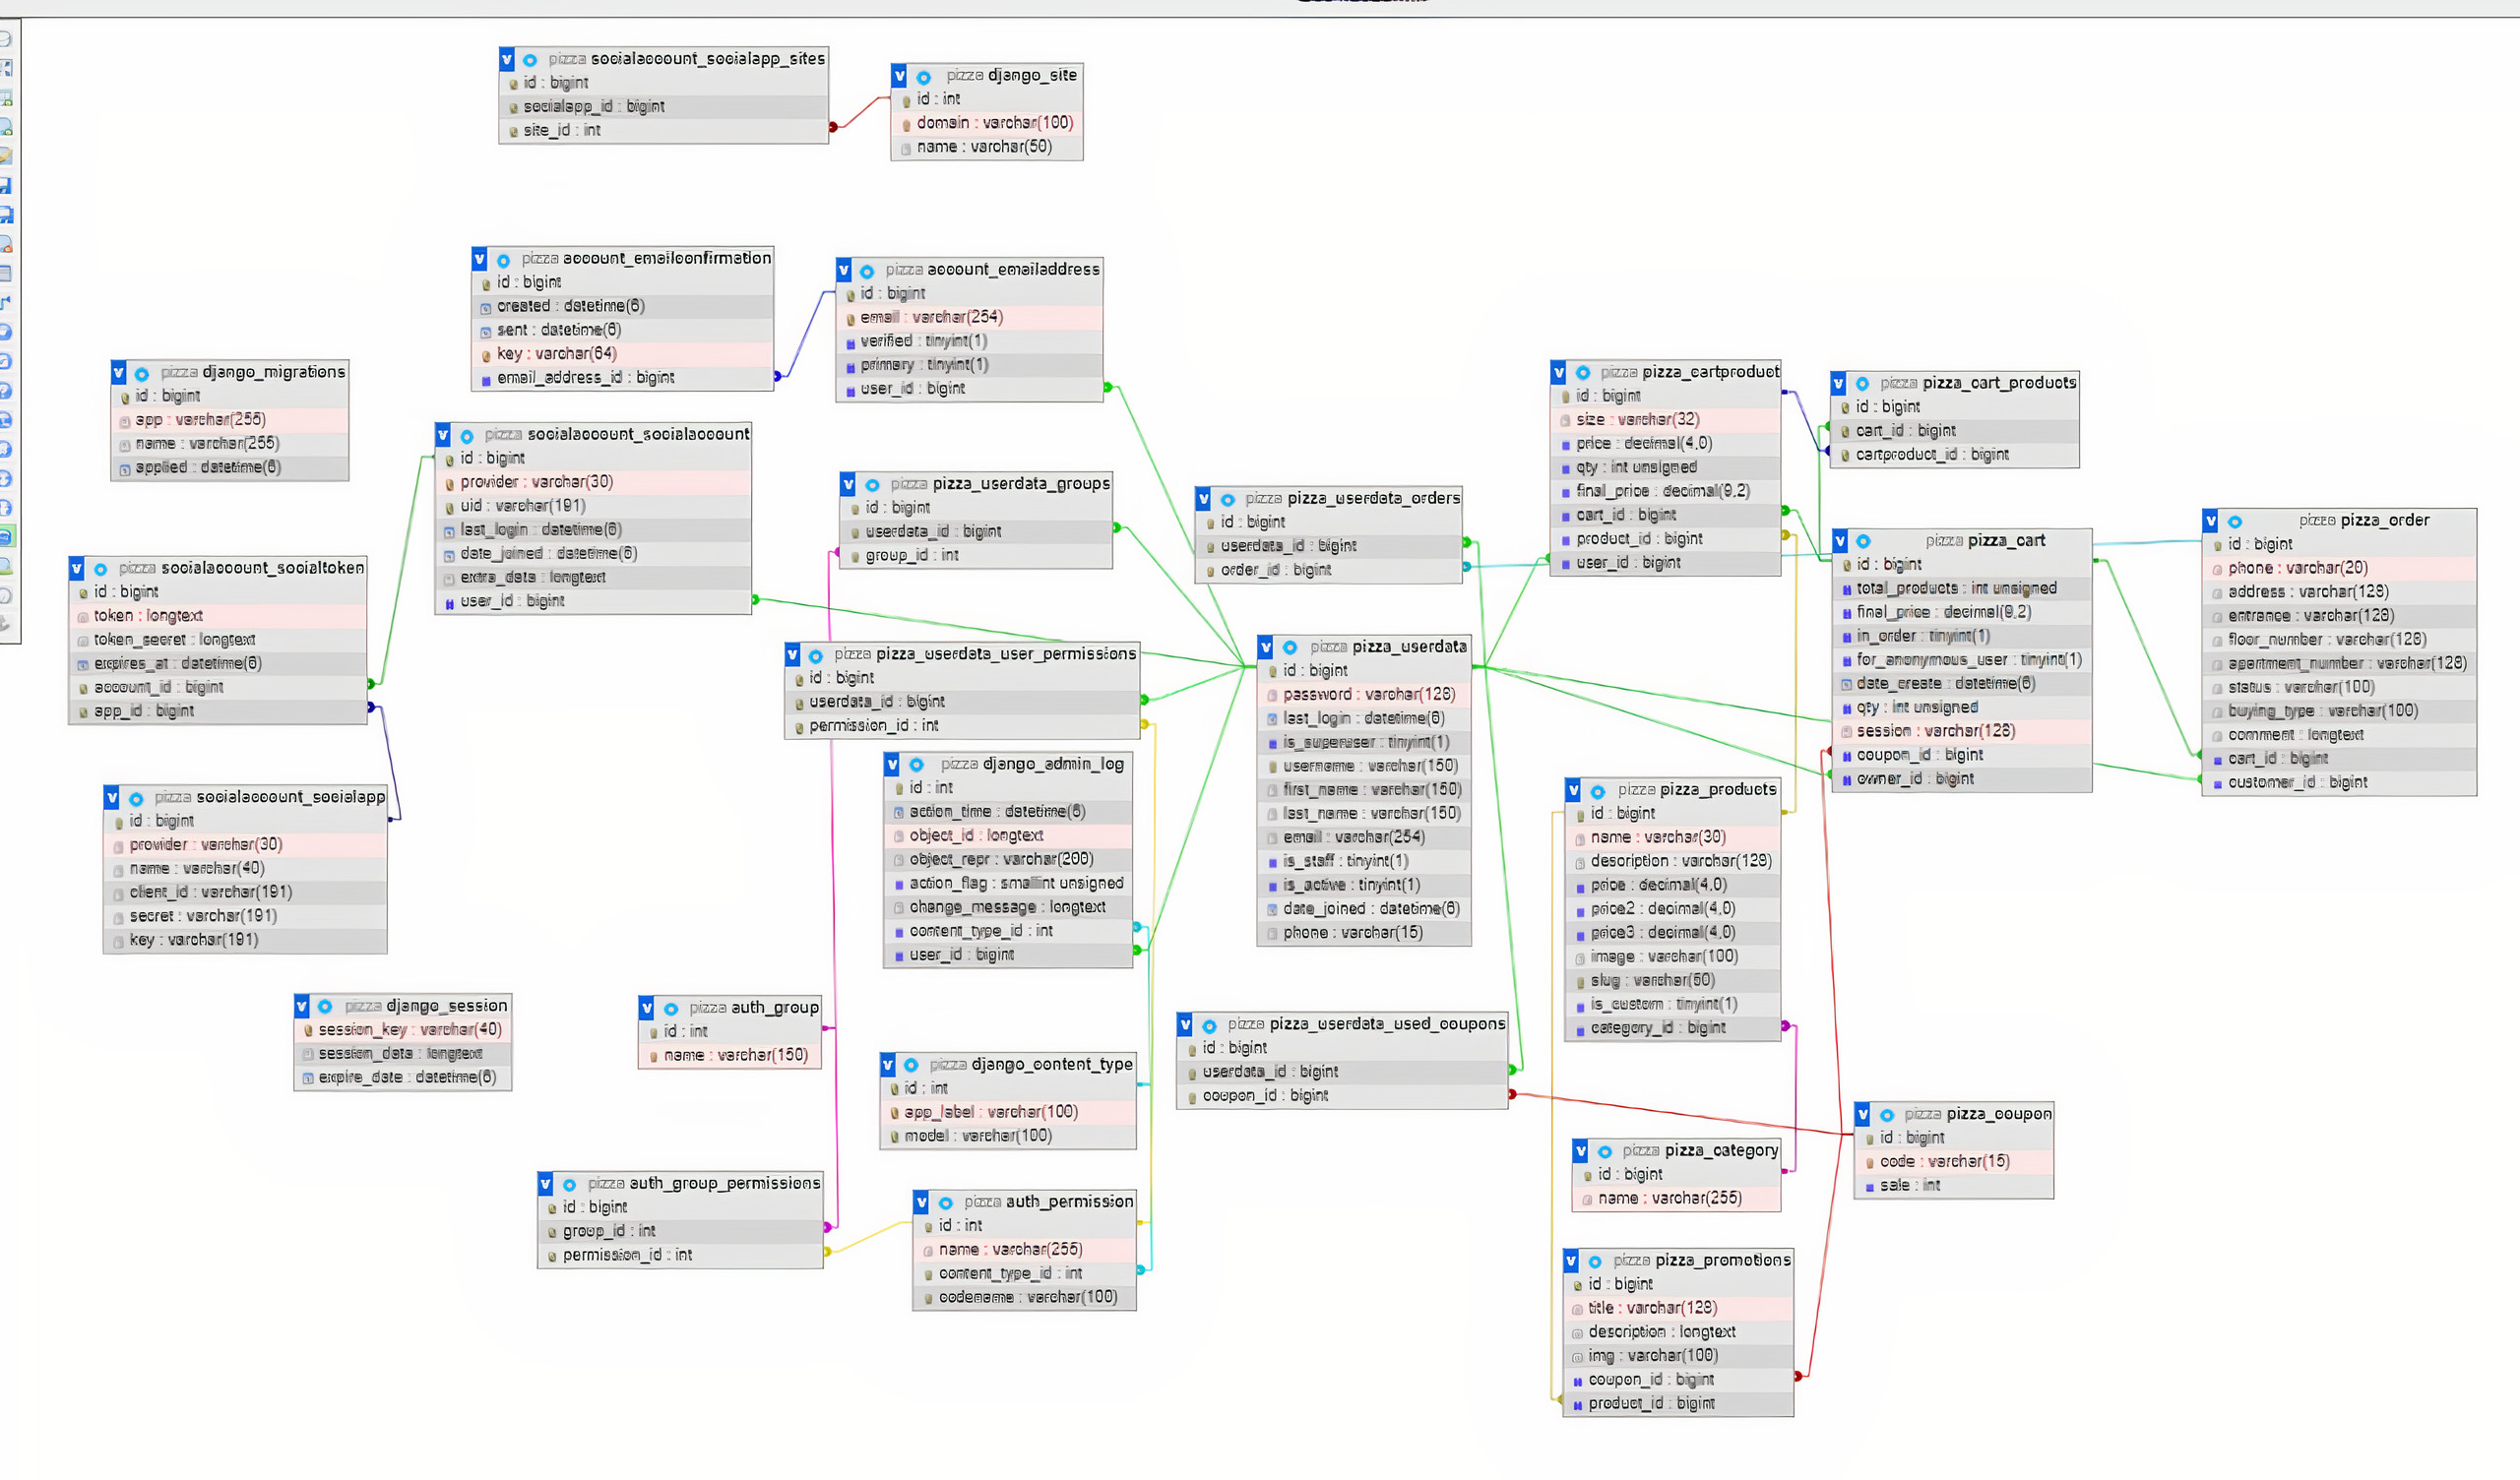 pizza socialaccount_socialapp_sites
id : bigint
socialapp_id : bigint
site_id : int
pizza django_site
id : int
domain : varchar(100)
name : varchar(50)
pizza account_emailconfirmation
id : bigint
created : datetime(6)
sent : datetime(6)
key : varchar(64)
email_address_id : bigint
pizza account_emailaddress
id : bigint
email : varchar(254)
verified : tinyint(1)
primary : tinyint(1)
user_id : bigint
pizza django_migrations
id : bigint
app : varchar(255)
name : varchar(255)
applied : datetime(6)
pizza socialaccount_socialaccount
id : bigint
provider : varchar(30)
uid : varchar(191)
last_login : datetime(6)
date_joined : datetime(6)
extra_data : longtext
user_id : bigint
pizza pizza_userdata_groups
id : bigint
userdata_id : bigint
group_id : int
pizza pizza_userdata_orders
id : bigint
userdata_id : bigint
order_id : bigint
pizza pizza_cartproduct
id : bigint
size : varchar(32)
price : decimal(4,0)
qty : int unsigned
final_price : decimal(9,2)
cart_id : bigint
product_id : bigint
user_id : bigint
pizza pizza_cart_products
id : bigint
cart_id : bigint
cartproduct_id : bigint
pizza pizza_cart
id : bigint
total_products : int unsigned
final_price : decimal(9,2)
in_order : tinyint(1)
for_anonymous_user : tinyint(1)
date_create : datetime(6)
qty : int unsigned
session : varchar(128)
coupon_id : bigint
owner_id : bigint
pizza pizza_order
id : bigint
phone : varchar(20)
address : varchar(128)
entrance : varchar(128)
floor_number : varchar(128)
apartment_number : varchar(128)
status : varchar(100)
buying_type : varchar(100)
comment : longtext
cart_id : bigint
customer_id : bigint
pizza socialaccount_socialtoken
id : bigint
token : longtext
token_secret : longtext
expires_at : datetime(6)
account_id : bigint
app_id : bigint
pizza pizza_userdata_user_permissions
id : bigint
userdata_id : bigint
permission_id : int
pizza pizza_userdata
id : bigint
password : varchar(128)
last_login : datetime(6)
is_superuser : tinyint(1)
username : varchar(150)
first_name : varchar(150)
last_name : varchar(150)
email : varchar(254)
is_staff : tinyint(1)
is_active : tinyint(1)
date_joined : datetime(6)
phone : varchar(15)
pizza django_admin_log
id : int
action_time : datetime(6)
object_id : longtext
object_repr : varchar(200)
action_flag : smallint unsigned
change_message : longtext
content_type_id : int
user_id : bigint
pizza socialaccount_socialapp
id : bigint
provider : varchar(30)
name : varchar(40)
client_id : varchar(191)
secret : varchar(191)
key : varchar(191)
pizza pizza_products
id : bigint
name : varchar(30)
description : varchar(129)
price : decimal(4,0)
price2 : decimal(4,0)
price3 : decimal(4,0)
image : varchar(100)
slug : varchar(50)
is_custom : tinyint(1)
category_id : bigint
pizza django_session
session_key : varchar(40)
session_data : longtext
expire_date : datetime(6)
pizza auth_group
id : int
name : varchar(150)
pizza django_content_type
id : int
app_label : varchar(100)
model : varchar(100)
pizza pizza_userdata_used_coupons
id : bigint
userdata_id : bigint
coupon_id : bigint
pizza pizza_category
id : bigint
name : varchar(255)
pizza pizza_coupon
id : bigint
code : varchar(15)
sale : int
pizza auth_group_permissions
id : bigint
group_id : int
permission_id : int
pizza auth_permission
id : int
name : varchar(255)
content_type_id : int
codename : varchar(100)
pizza pizza_promotions
id : bigint
title : varchar(128)
description : longtext
img : varchar(100)
coupon_id : bigint
product_id : bigint